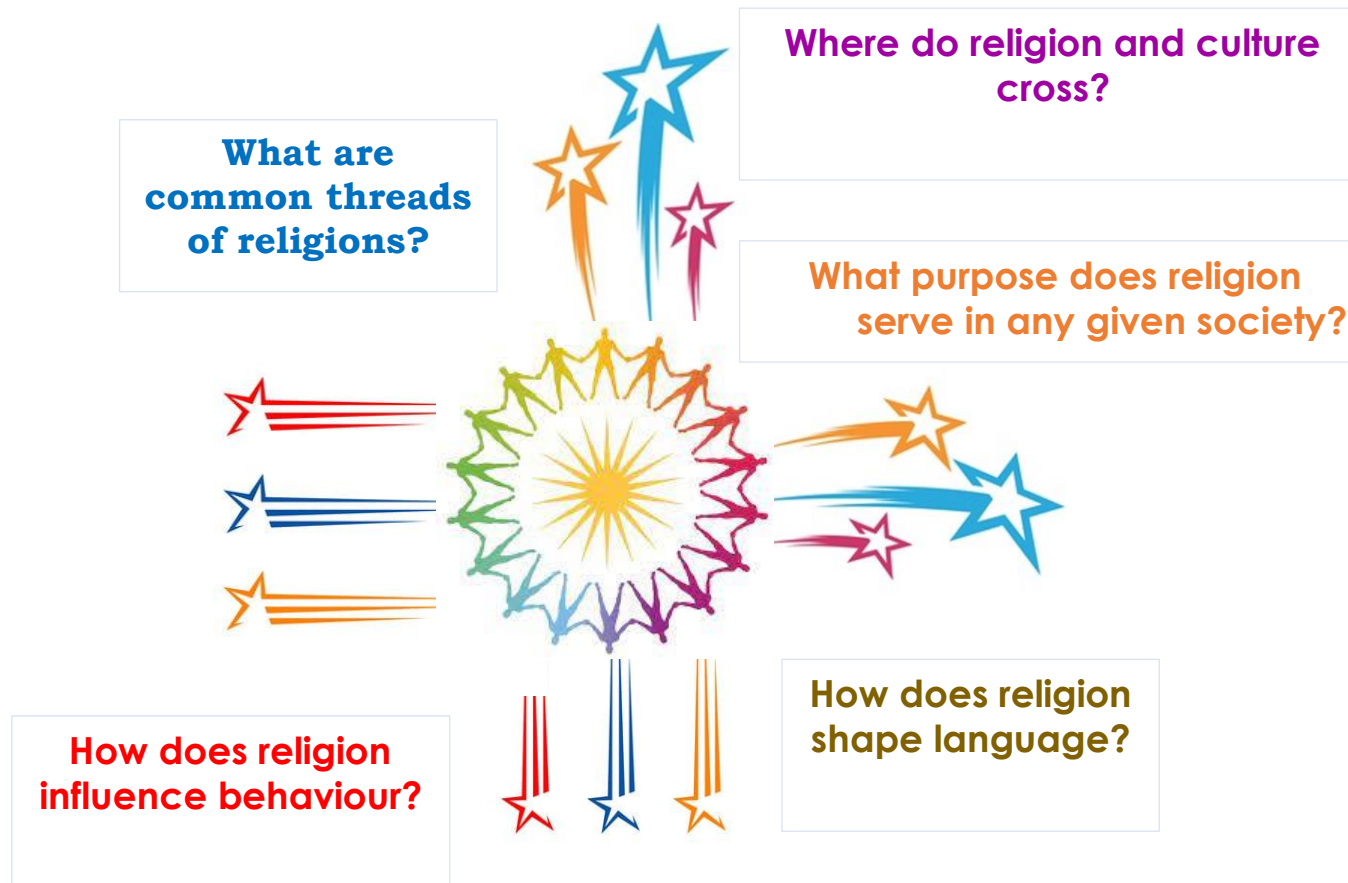 Where do religion and culture
cross?
What are
common threads
of religions?
What purpose does religion
serve in any given society?
How does religion
shape language?
How does religion
influence behaviour?